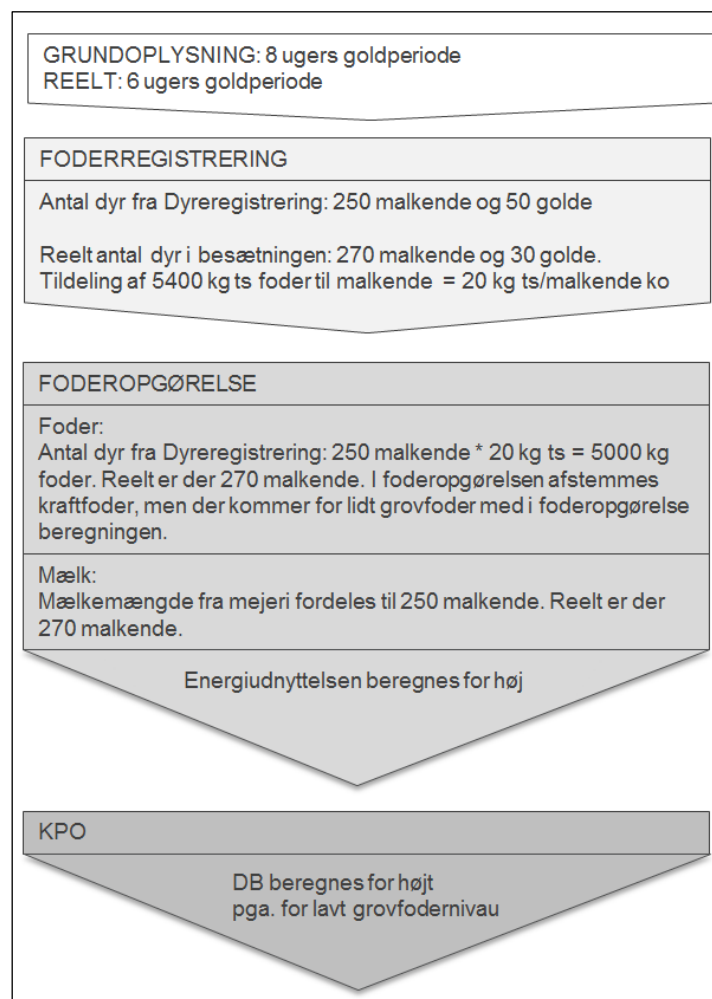 GRUNDOPLYSNING: 8 ugers goldperiode
REELT: 6 ugers goldperiode
FODERREGISTRERING
Antal dyr fra Dyreregistrering: 250 malkende og 50 golde
Reelt antal dyr i besætningen: 270 malkende og 30 golde.
Tildeling af 5400 kg ts foder til malkende = 20 kg ts/malkende ko
FODEROPGØRELSE
Foder:
Antal dyr fra Dyreregistrering: 250 malkende * 20 kg ts = 5000 kg
foder. Reelt er der 270 malkende. I foderopgørelsen afstemmes
kraftfoder, men der kommer for lidt grovfoder med i foderopgørelse
beregningen.
Mælk:
Mælkemængde fra mejeri fordeles til 250 malkende. Reelt er der
270 malkende.
Energiudnyttelsen beregnes for høj
KPO
DB beregnes for højt
pga. for lavt grovfodernivau